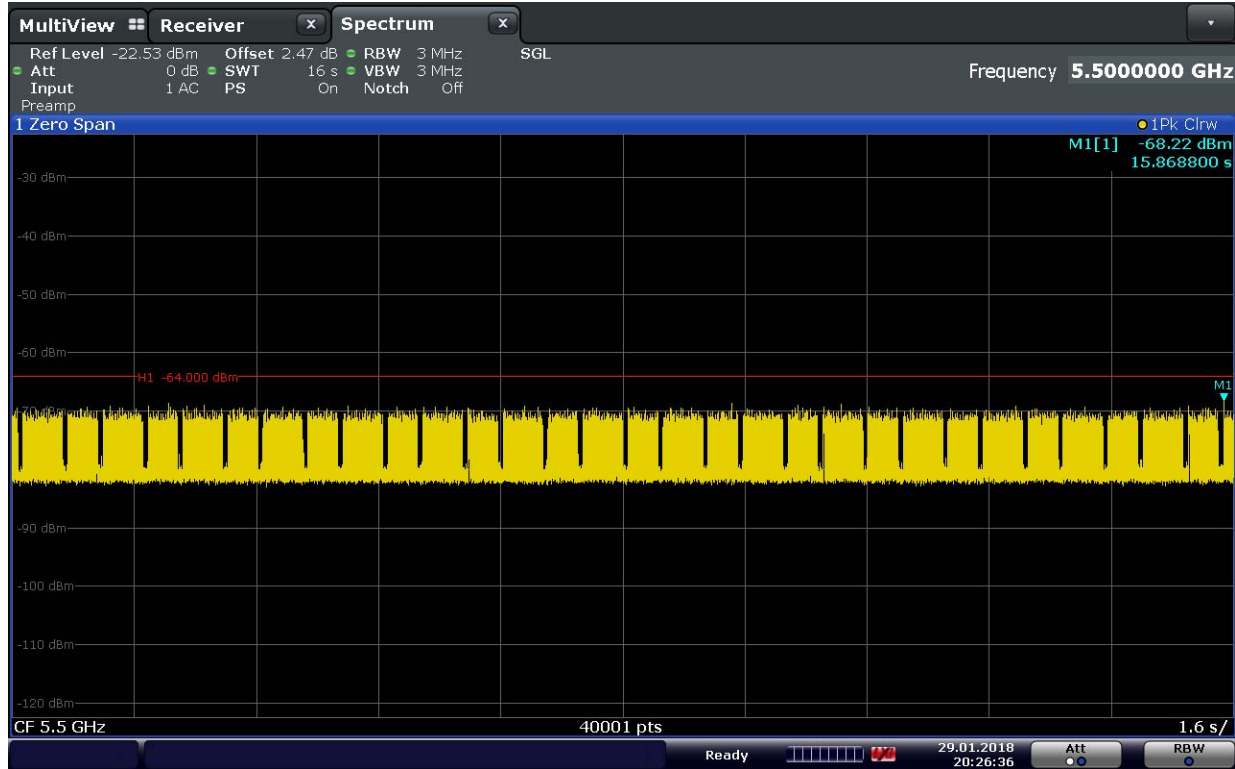 MultiView Receiver X Spectrum X
Ref Level -22.53 dBm Offset 2.47 dB RBW 3 MHz SGL
Att 0 dB SWT 16 s VBW 3 MHz
Input 1 AC PS On Notch Off
Preamp
Frequency 5.5000000 GHz
1 Zero Span 1Pk Clrw
M1[1] -68.22 dBm
15.868800 s
-30 dBm
-40 dBm
-50 dBm
-60 dBm
H1 -64.000 dBm
M1
-70 dBm
-90 dBm
-100 dBm
-110 dBm
-120 dBm
CF 5.5 GHz 40001 pts 1.6 s/
Ready 29.01.2018 Att RBW
20:26:36